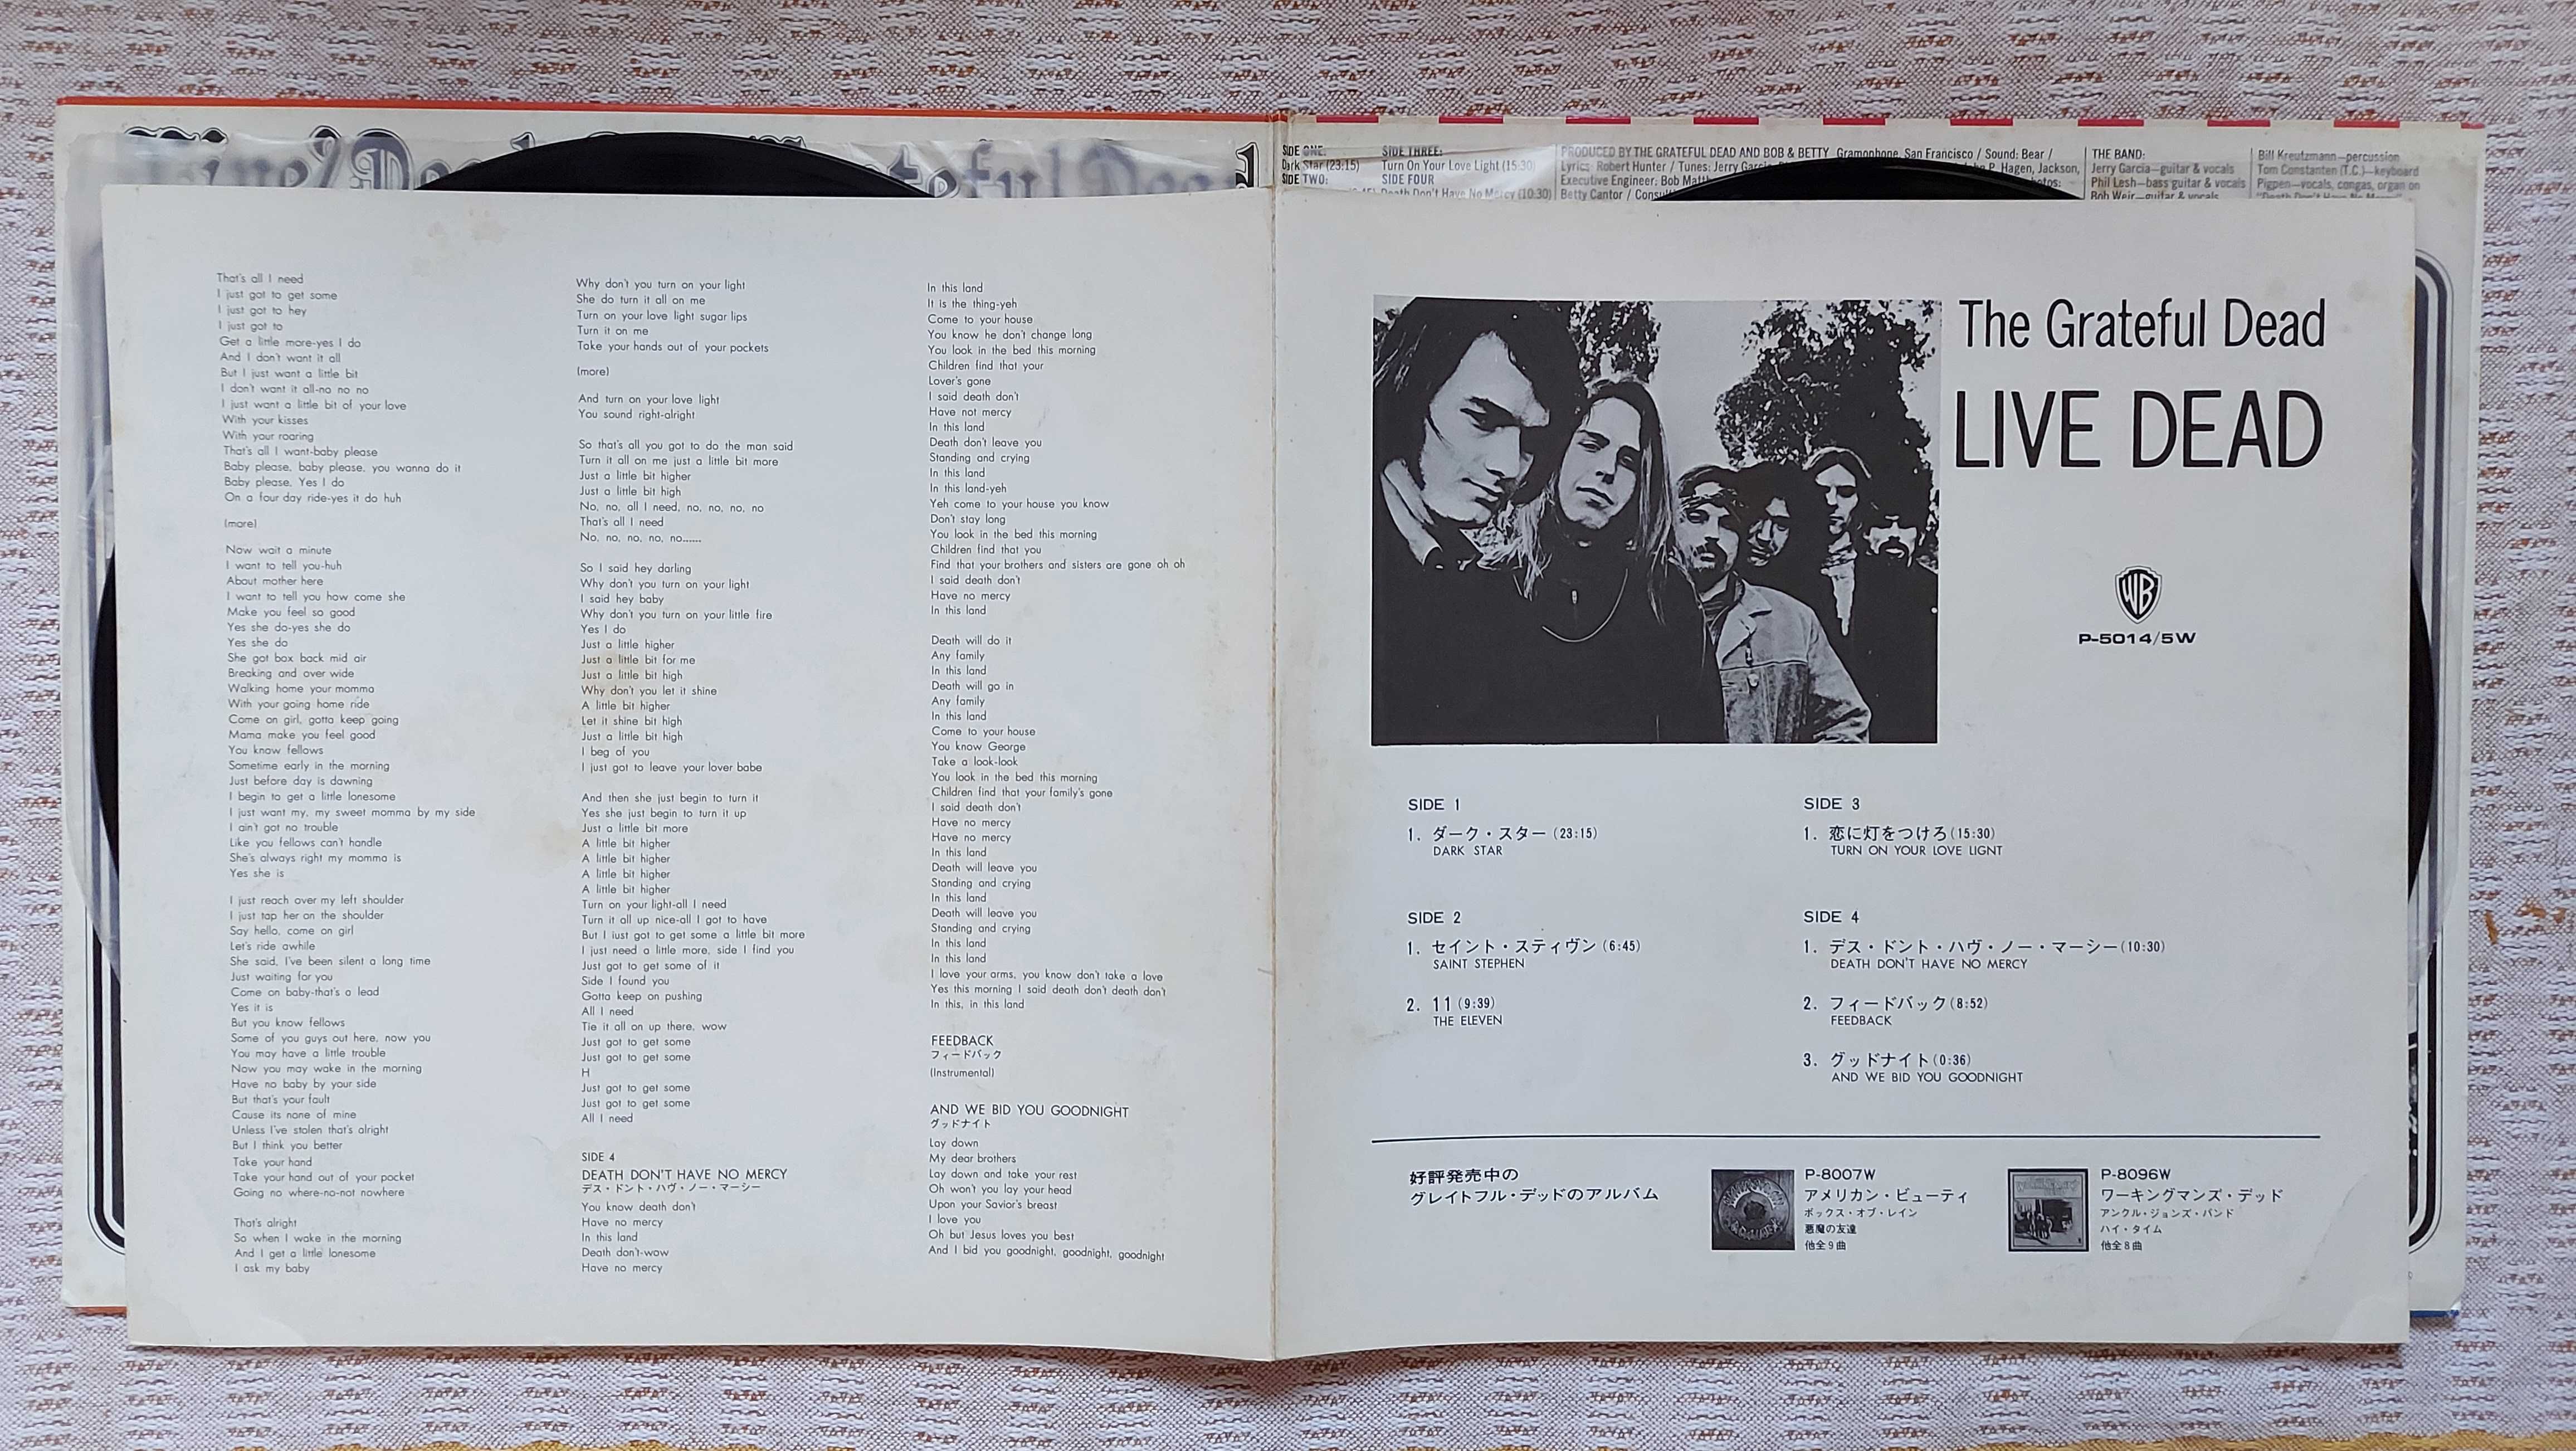 SIDE ONE:
Dark Star (23:15)
SIDE TWO:
SIDE THREE:
Turn On Your Love Light (15:30)
SIDE FOUR
Death Don't Have No Mercy (10:30)
PRODUCED BY THE GRATEFUL DEAD AND BOB & BETTY
Gramophone, San Francisco / Sound: Bear /
Lyrics: Robert Hunter / Tunes: Jerry
P. Hagen, Jackson,
Executive Engineer: Bob
Betty Cantor /
THE BAND:
Jerry Garcia—guitar & vocals
Phil Lesh—bass guitar & vocals
Bob Weir—guitar & vocals
Bill Kreutzmann—percussion
Tom Constanten (T.C.)—keyboard
Pigpen—vocals, congas, organ on
That's all I need
I just got to get some
I just got to hey
I just got to
Get a little more-yes I do
And I don't want it all
But I just want a little bit
I don't want it all-no no no
I just want a little bit of your love
With your kisses
With your roaring
That's all I want-baby please
Baby please, baby please, you wanna do it
Baby please, Yes I do
On a four day ride-yes it do huh
(more)
Now wait a minute
I want to tell you-huh
About mother here
I want to tell you how come she
Make you feel so good
Yes she do-yes she do
Yes she do
She got box back mid air
Breaking and over wide
Walking home your momma
With your going home ride
Come on girl, gotta keep going
Mama make you feel good
You know fellows
Sometime early in the morning
Just before day is dawning
I begin to get a little lonesome
I just want my, my sweet momma by my side
I ain't got no trouble
Like you fellows can't handle
She's always right my momma is
Yes she is
I just reach over my left shoulder
I just tap her on the shoulder
Say hello, come on girl
Let's ride awhile
She said, I've been silent a long time
Just waiting for you
Come on baby-that's a lead
Yes it is
But you know fellows
Some of you guys out here, now you
You may have a little trouble
Now you may wake in the morning
Have no baby by your side
But that's your fault
Cause its none of mine
Unless I've stolen that's alright
But I think you better
Take your hand
Take your hand out of your pocket
Going no where-no-not nowhere
That's alright
So when I wake in the morning
And I get a little lonesome
I ask my baby
Why don't you turn on your light
She do turn it all on me
Turn on your love light sugar lips
Turn it on me
Take your hands out of your pockets
(more)
And turn on your love light
You sound right-alright
So that's all you got to do the man said
Turn it all on me just a little bit more
Just a little bit higher
Just a little bit high
No, no, all I need, no, no, no, no
That's all I need
No, no, no, no, no......
So I said hey darling
Why don't you turn on your light
I said hey baby
Why don't you turn on your little fire
Yes I do
Just a little higher
Just a little bit for me
Just a little bit high
Why don't you let it shine
A little bit higher
Let it shine bit high
Just a little bit high
I beg of you
I just got to leave your lover babe
And then she just begin to turn it
Yes she just begin to turn it up
Just a little bit more
A little bit higher
A little bit higher
A little bit higher
A little bit higher
Turn on your light-all I need
Turn it all up nice-all I got to have
But I just got to get some a little bit more
I just need a little more, side I find you
Just got to get some of it
Side I found you
Gotta keep on pushing
All I need
Tie it all on up there, wow
Just got to get some
Just got to get some
H
Just got to get some
Just got to get some
All I need
SIDE 4
DEATH DON'T HAVE NO MERCY
デス・ドント・ハヴ・ノー・マーシー
You know death don't
Have no mercy
In this land
Death don't-wow
Have no mercy
In this land
It is the thing-yeh
Come to your house
You know he don't change long
You look in the bed this morning
Children find that your
Lover's gone
I said death don't
Have not mercy
In this land
Death don't leave you
Standing and crying
In this land
In this land-yeh
Yeh come to your house you know
Don't stay long
You look in the bed this morning
Children find that you
Find that your brothers and sisters are gone oh oh
I said death don't
Have no mercy
In this land
Death will do it
Any family
In this land
Death will go in
Any family
In this land
Come to your house
You know George
Take a look-look
You look in the bed this morning
Children find that your family's gone
I said death don't
Have no mercy
Have no mercy
In this land
Death will leave you
Standing and crying
In this land
Death will leave you
Standing and crying
In this land
In this land
I love your arms, you know don't take a love
Yes this morning I said death don't death don't
In this, in this land
FEEDBACK
フィードバック
(Instrumental)
AND WE BID YOU GOODNIGHT
グッドナイト
Lay down
My dear brothers
Lay down and take your rest
Oh won't you lay your head
Upon your Savior's breast
I love you
Oh but Jesus loves you best
And I bid you goodnight, goodnight, goodnight
The Grateful Dead
LIVE DEAD
WB
P-5014/5W
SIDE 1
1. ダーク・スター (23:15)
DARK STAR
SIDE 2
1. セイント・スティヴン (6:45)
SAINT STEPHEN
2. 11 (9:39)
THE ELEVEN
SIDE 3
1. 恋に灯をつけろ(15:30)
TURN ON YOUR LOVE LIGNT
SIDE 4
1. デス・ドント・ハヴ・ノー・マーシー(10:30)
DEATH DON'T HAVE NO MERCY
2. フィードバック(8:52)
FEEDBACK
3. グッドナイト(0:36)
AND WE BID YOU GOODNIGHT
好評発売中の
グレイトフル・デッドのアルバム
P-8007W
アメリカン・ビューティ
ボックス・オブ・レイン
悪魔の友達
他全9曲
P-8096W
ワーキングマンズ・デッド
アンクル・ジョンズ・バンド
ハイ・タイム
他全8曲